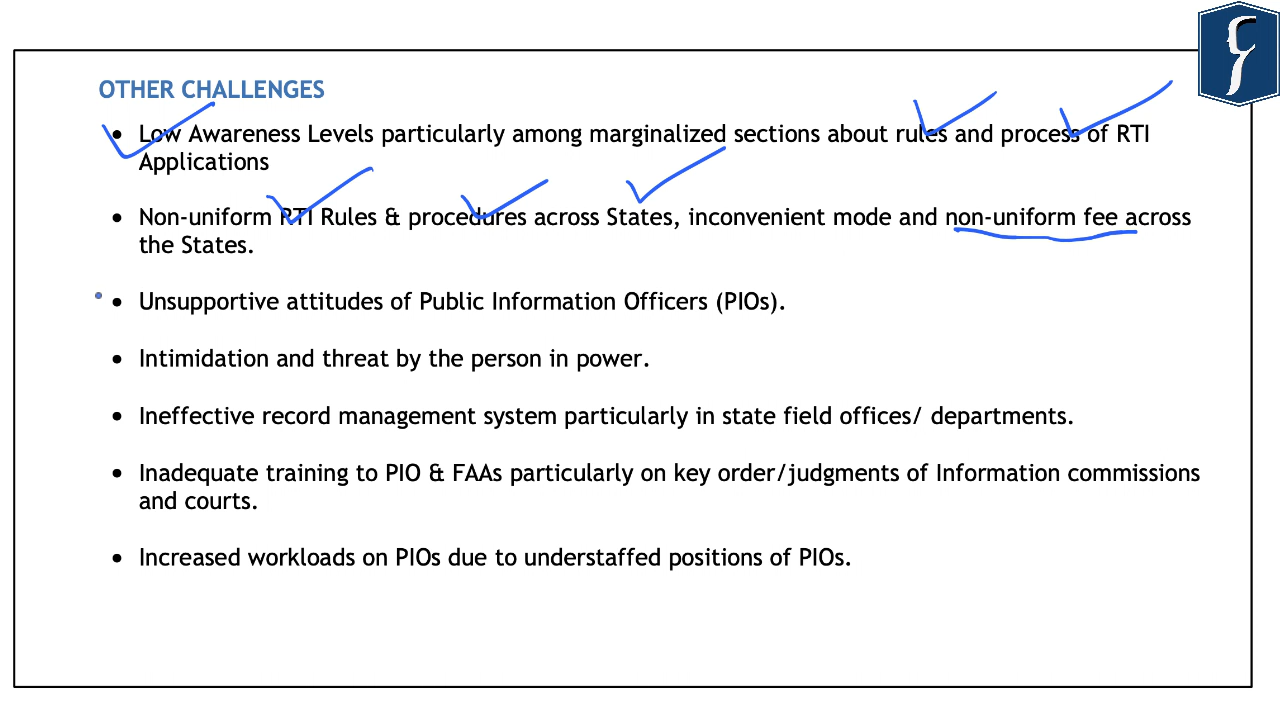 OTHER CHALLENGES
• Low Awareness Levels particularly among marginalized sections about rules and process of RTI
Applications
• Non-uniform RTI Rules & procedures across States, inconvenient mode and non-uniform fee across
the States.
• Unsupportive attitudes of Public Information Officers (PIOs).
• Intimidation and threat by the person in power.
• Ineffective record management system particularly in state field offices/ departments.
• Inadequate training to PIO & FAAs particularly on key order/judgments of Information commissions
and courts.
• Increased workloads on PIOs due to understaffed positions of PIOs.